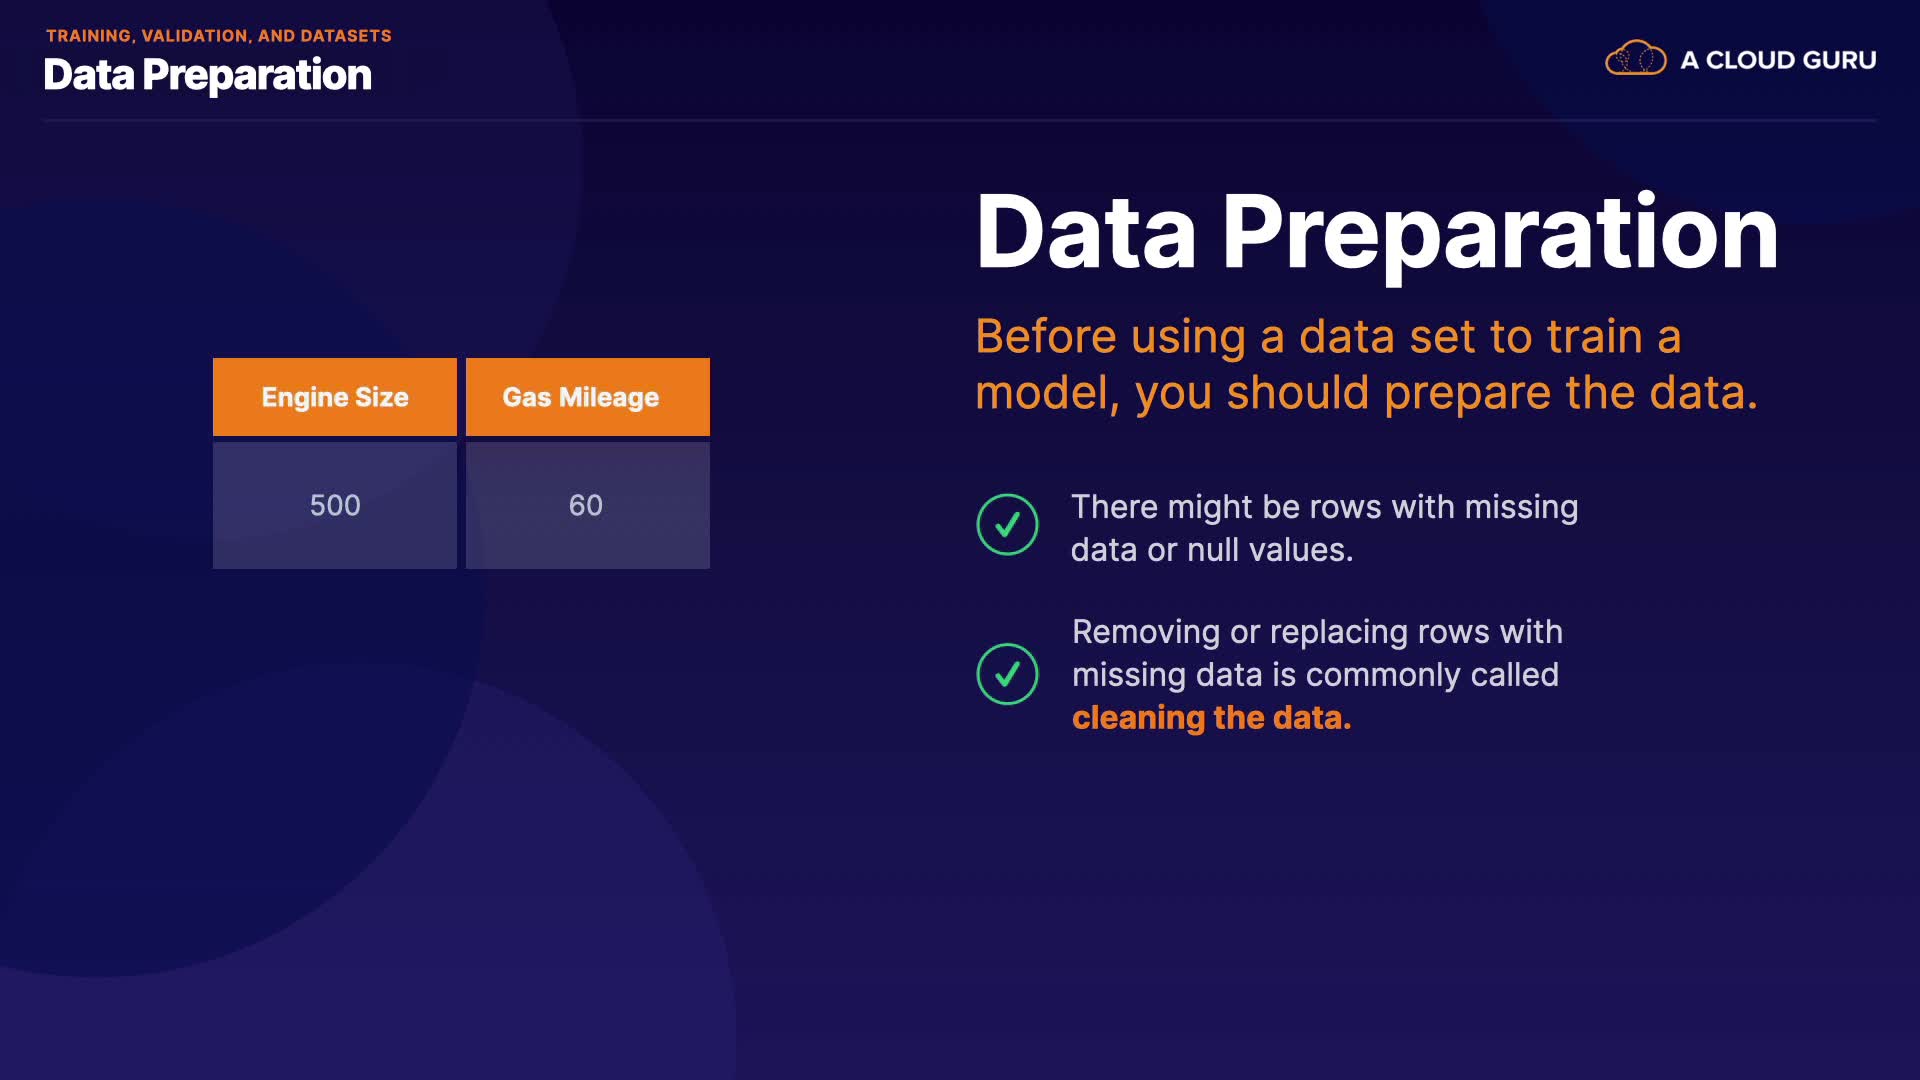 TRAINING, VALIDATION, AND DATASETS
Data Preparation
A CLOUD GURU
Engine Size
Gas Mileage
500
60
Data Preparation
Before using a data set to train a
model, you should prepare the data.
There might be rows with missing
data or null values.
Removing or replacing rows with
missing data is commonly called
cleaning the data.